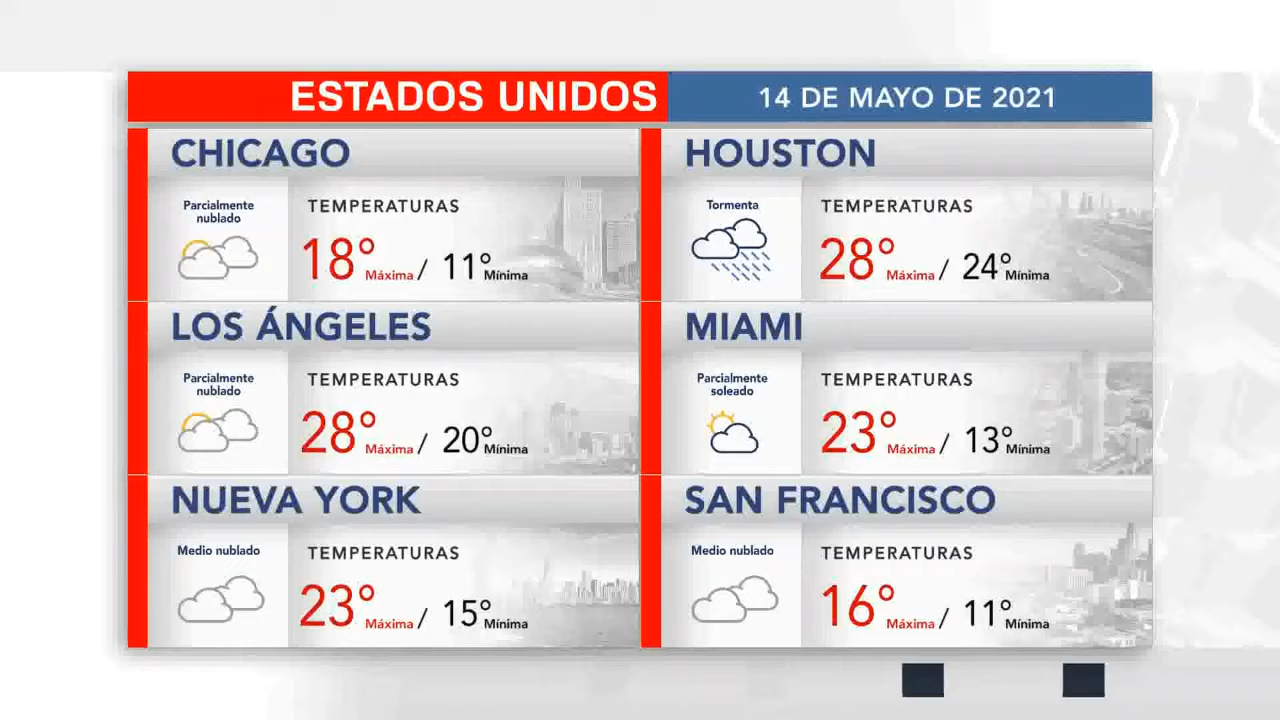 ESTADOS UNIDOS
14 DE MAYO DE 2021
CHICAGO
Parcialmente
nublado
TEMPERATURAS
18° Máxima / 11° Mínima
HOUSTON
Tormenta
TEMPERATURAS
28° Máxima / 24° Mínima
LOS ÁNGELES
Parcialmente
nublado
TEMPERATURAS
28° Máxima / 20° Mínima
MIAMI
Parcialmente
soleado
TEMPERATURAS
23° Máxima / 13° Mínima
NUEVA YORK
Medio nublado
TEMPERATURAS
23° Máxima / 15° Mínima
SAN FRANCISCO
Medio nublado
TEMPERATURAS
16° Máxima / 11° Mínima